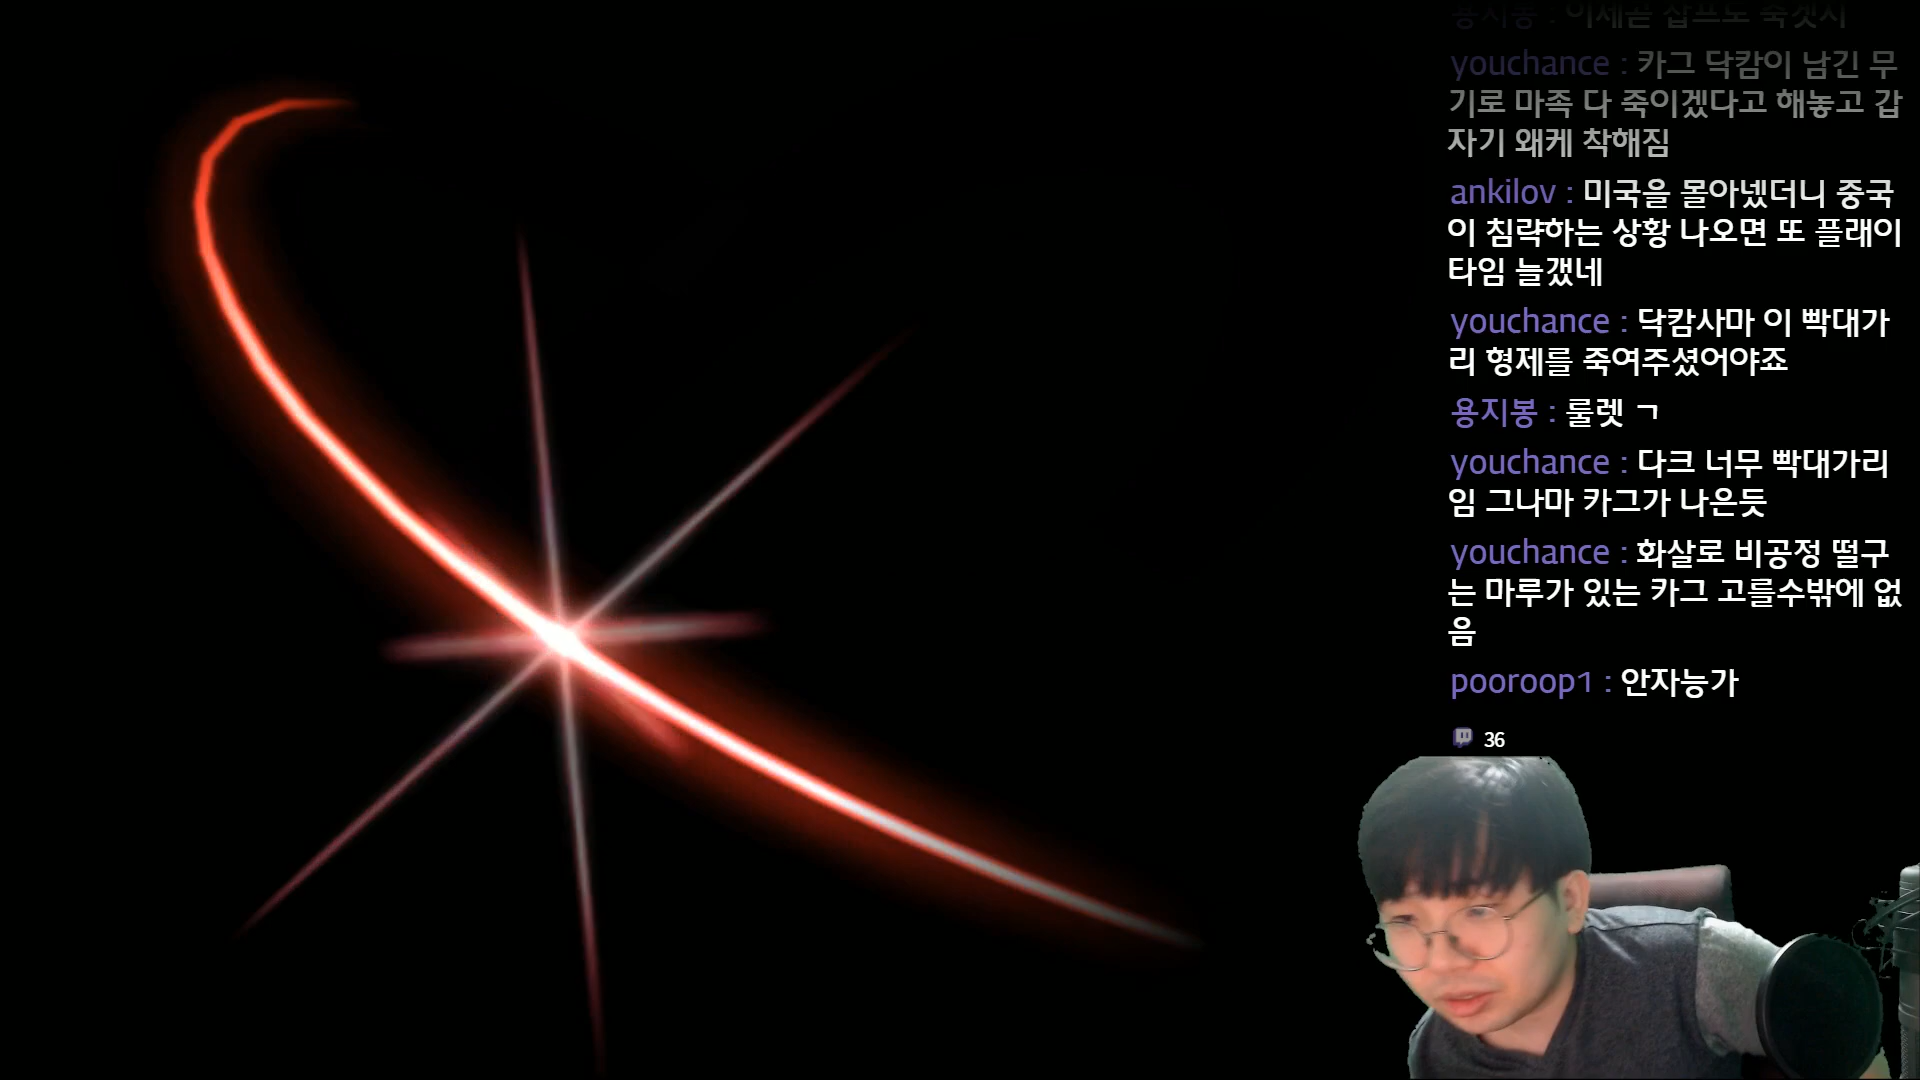 youchance : 카그 닥캄이 남긴 무
기로 마족 다 죽이겠다고 해놓고 갑
자기 왜케 착해짐
ankilov : 미국을 몰아넸더니 중국
이 침략하는 상황 나오면 또 플래이
타임 늘갰네
youchance : 닥캄사마 이 빡대가
리 형제를 죽여주셨어야죠
용지봉 : 룰렛 ㄱ
youchance : 다크 너무 빡대가리
임 그나마 카그가 나은듯
youchance : 화살로 비공정 떨구
는 마루가 있는 카그 고를수밖에 없
음
pooroop1 : 안자능가
36